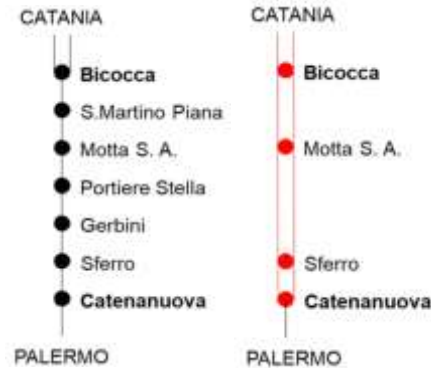 CATANIA
Bicocca
S.Martino Piana
Motta S. A.
Portiere Stella
Gerbini
Sferro
Catenanuova
PALERMO
CATANIA
Bicocca
Motta S. A.
Sferro
Catenanuova
PALERMO